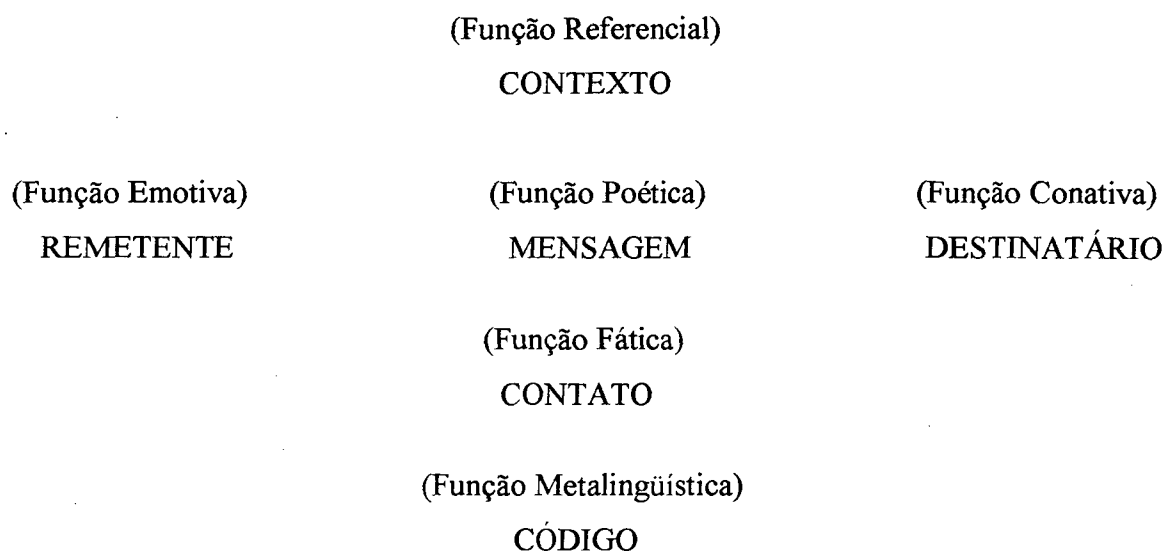 (Função Referencial)
CONTEXTO
(Função Emotiva) (Função Poética) (Função Conativa)
REMETENTE MENSAGEM DESTINATÁRIO
(Função Fática)
CONTATO
(Função Metalingüística)
CÓDIGO